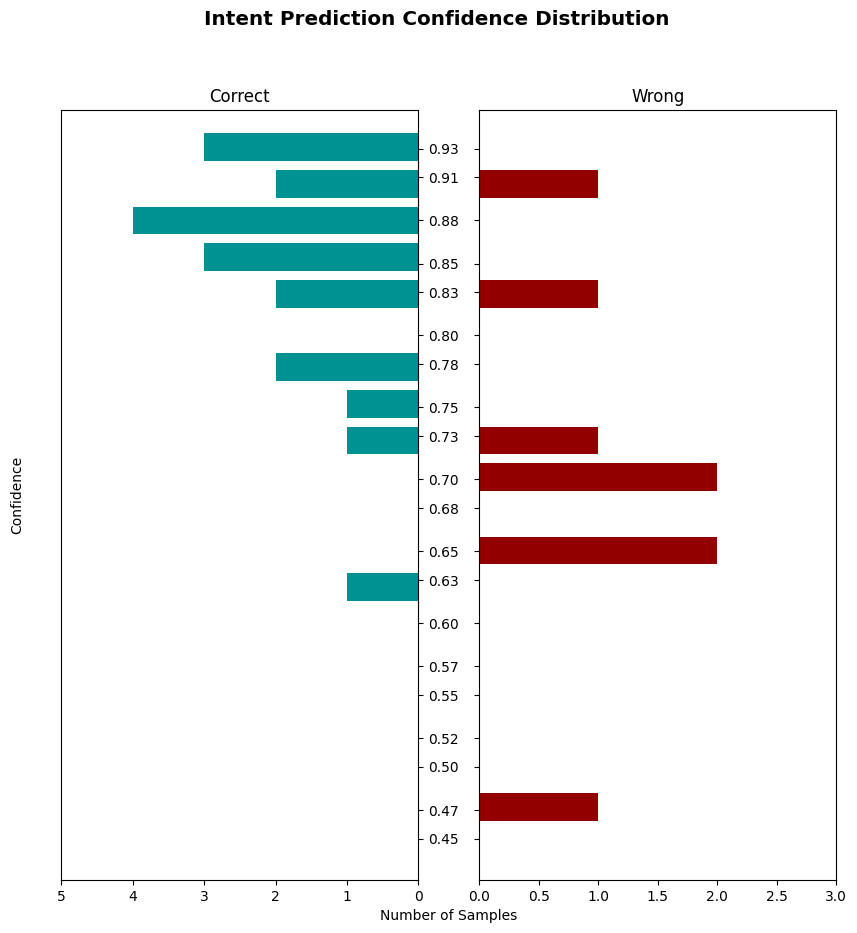 Intent Prediction Confidence Distribution
Correct
Wrong
0.93
0.91
0.88
0.85
0.83
0.80
0.78
0.75
0.73
0.70
0.68
0.65
0.63
0.60
0.57
0.55
0.52
0.50
0.47
0.45
Confidence
5 4 3 2 1 0
0.0 0.5 1.0 1.5 2.0 2.5 3.0
Number of Samples